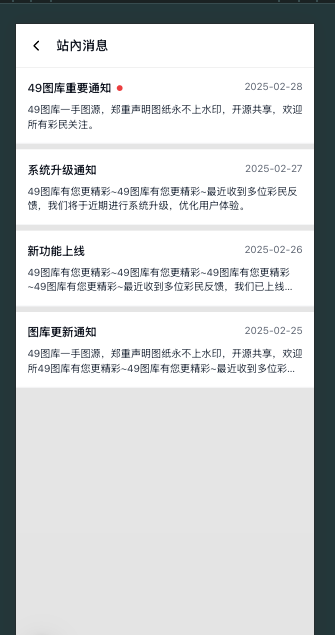 站內消息
49图库重要通知
2025-02-28
49图库一手图源，郑重声明图纸永不上水印，开源共享，欢迎
所有彩民关注。
系统升级通知
2025-02-27
49图库有您更精彩~49图库有您更精彩~最近收到多位彩民反
馈，我们将于近期进行系统升级，优化用户体验。
新功能上线
2025-02-26
49图库有您更精彩~49图库有您更精彩~49图库有您更精彩
~49图库有您更精彩~最近收到多位彩民反馈，我们已上线...
图库更新通知
2025-02-25
49图库一手图源，郑重声明图纸永不上水印，开源共享，欢迎
所49图库有您更精彩~49图库有您更精彩~最近收到多位彩...